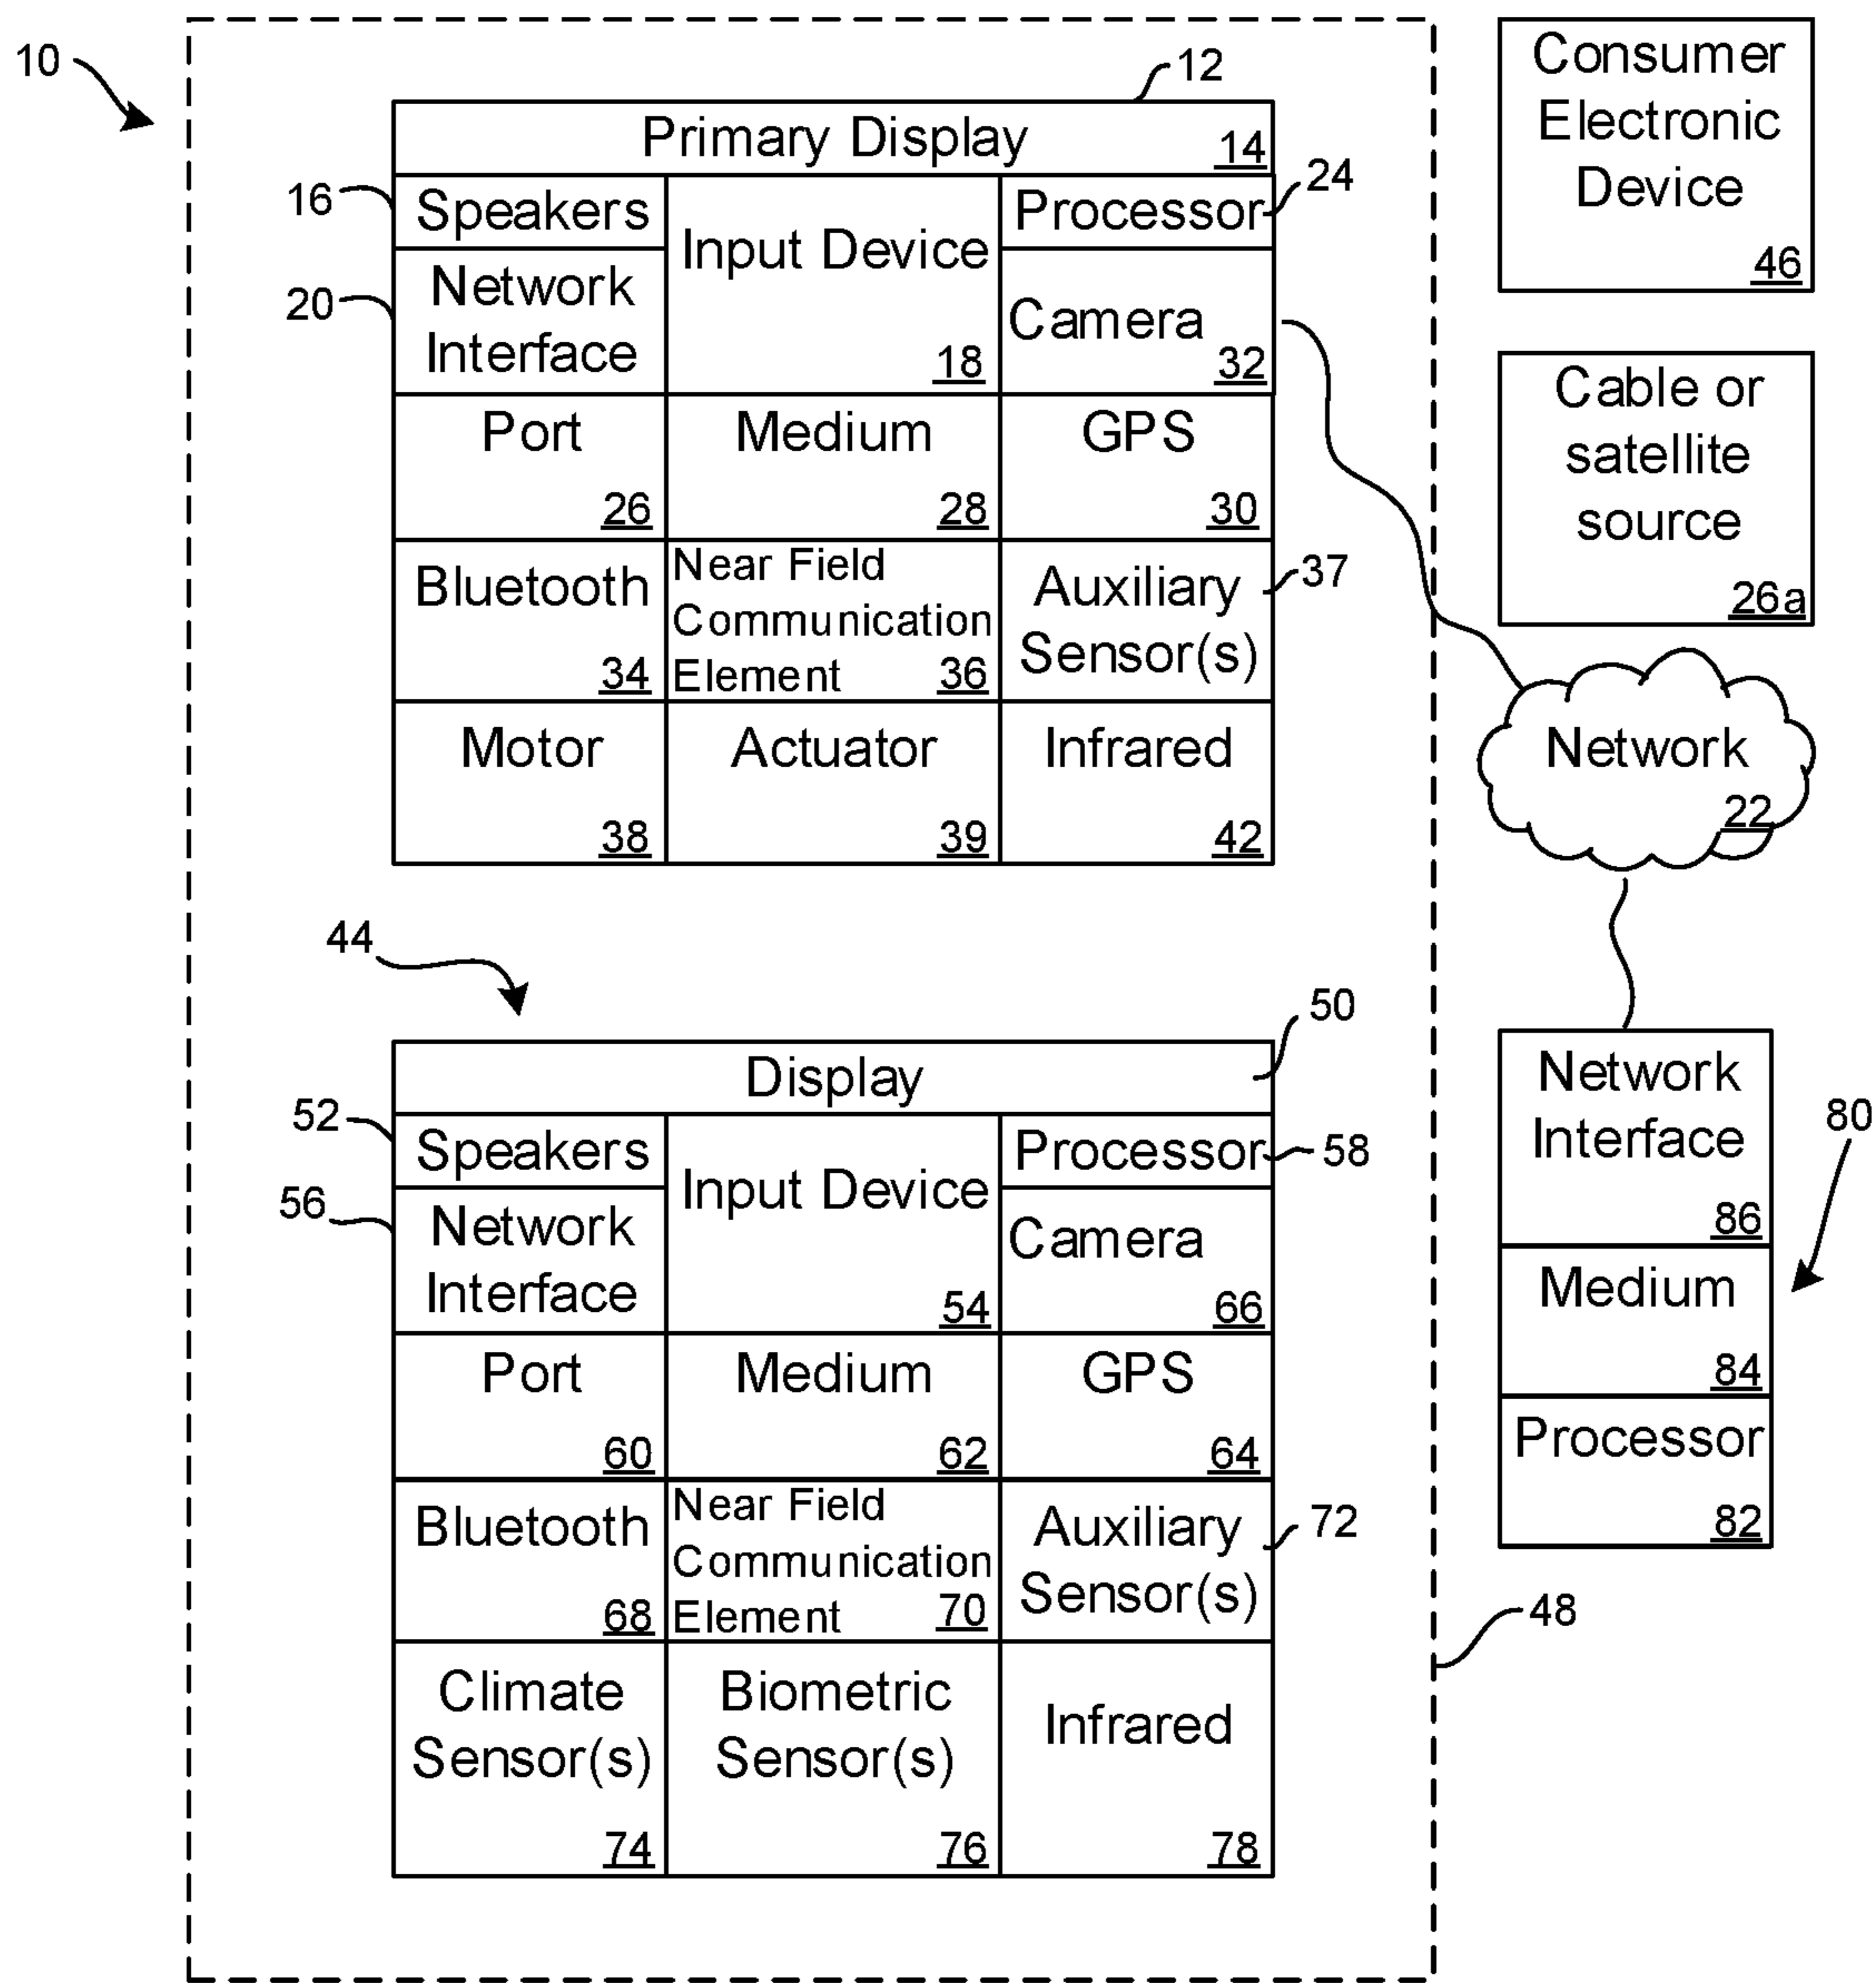 10
12
Primary Display
14
16
Speakers
Input Device
18
Processor
24
20
Network
Interface
Camera
32
Port
26
Medium
28
GPS
30
Bluetooth
34
Near Field
Communication
Element
36
Auxiliary
Sensor(s)
37
Motor
38
Actuator
39
Infrared
42
Consumer
Electronic
Device
46
Cable or
satellite
source
26a
Network
22
44
50
Display
52
Speakers
Input Device
54
Processor
58
56
Network
Interface
Camera
66
Port
60
Medium
62
GPS
64
Bluetooth
68
Near Field
Communication
Element
70
Auxiliary
Sensor(s)
72
Climate
Sensor(s)
74
Biometric
Sensor(s)
76
Infrared
78
Network
Interface
86
Medium
84
Processor
82
80
48